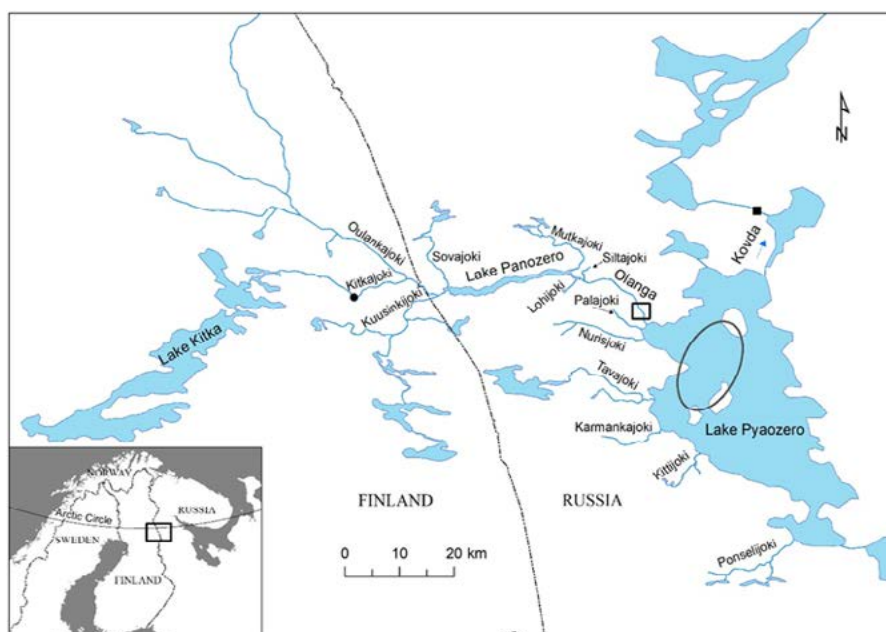 N
Kovda
Mutkajoki
Siltajoki
Oulankajoki
Sovajoki
Lake Panozero
Olanga
Kitkajoki
Lohijoki
Palajoki
Kuusinkijoki
Nurisjoki
Lake Kitka
Tavajoki
Karmankajoki
Lake Pyaozero
Kittijoki
FINLAND
RUSSIA
0 10 20 km
Ponselijoki
NORWAY
RUSSIA
Arctic Circle
SWEDEN
FINLAND